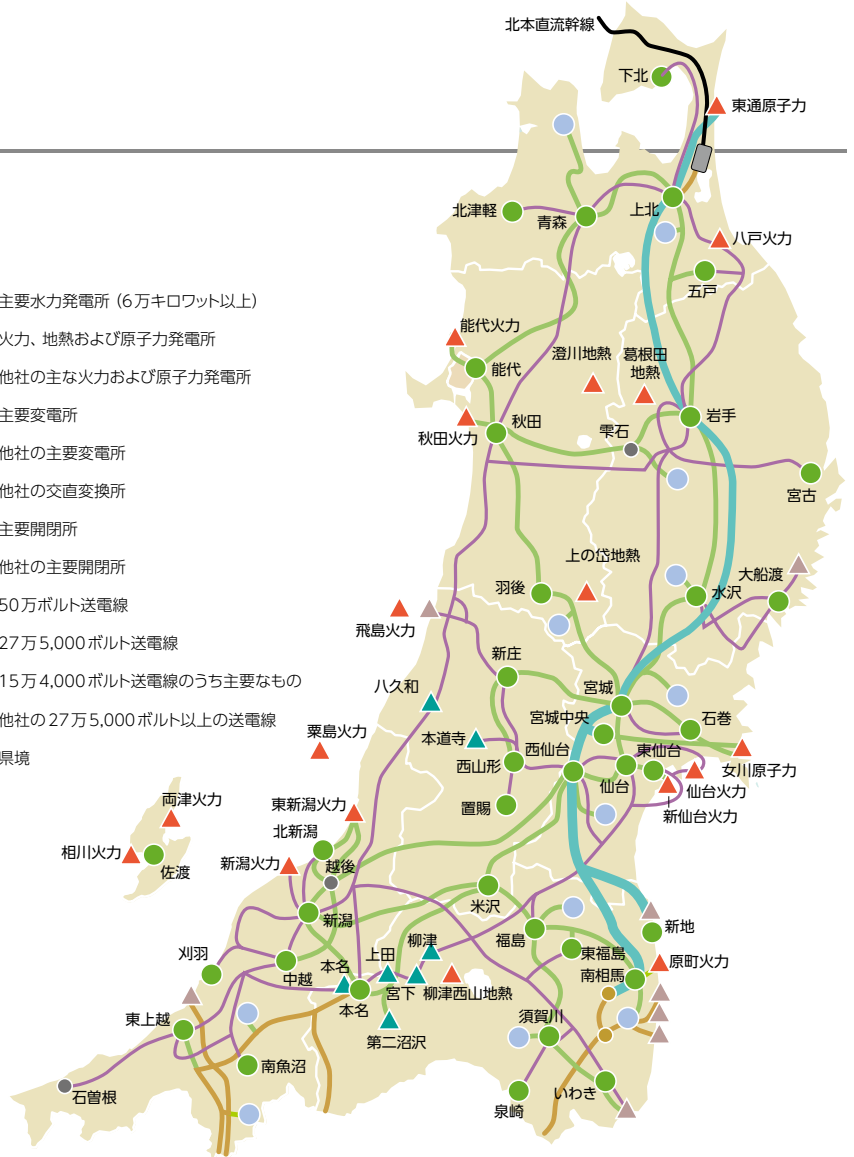 北本直流幹線
下北
東通原子力
北津軽
青森
上北
八戸火力
五戸
主要水力発電所（6万キロワット以上）
火力、地熱および原子力発電所
他社の主な火力および原子力発電所
主要変電所
他社の主要変電所
他社の交直変換所
主要開閉所
他社の主要開閉所
50万ボルト送電線
27万5,000ボルト送電線
15万4,000ボルト送電線のうち主要なもの
他社の27万5,000ボルト以上の送電線
県境
能代火力
能代
澄川地熱
葛根田
地熱
秋田
秋田火力
雫石
岩手
宮古
上の岱地熱
羽後
大船渡
水沢
飛島火力
新庄
八久和
宮城
宮城中央
石巻
本道寺
西仙台
東仙台
粟島火力
西山形
仙台
女川原子力
仙台火力
新仙台火力
置賜
両津火力
東新潟火力
北新潟
相川火力
佐渡
新潟火力
越後
米沢
新潟
福島
新地
刈羽
中越
本名
上田
柳津
東福島
原町火力
南相馬
本名
宮下
柳津西山地熱
第二沼沢
須賀川
東上越
南魚沼
石曽根
泉崎
いわき